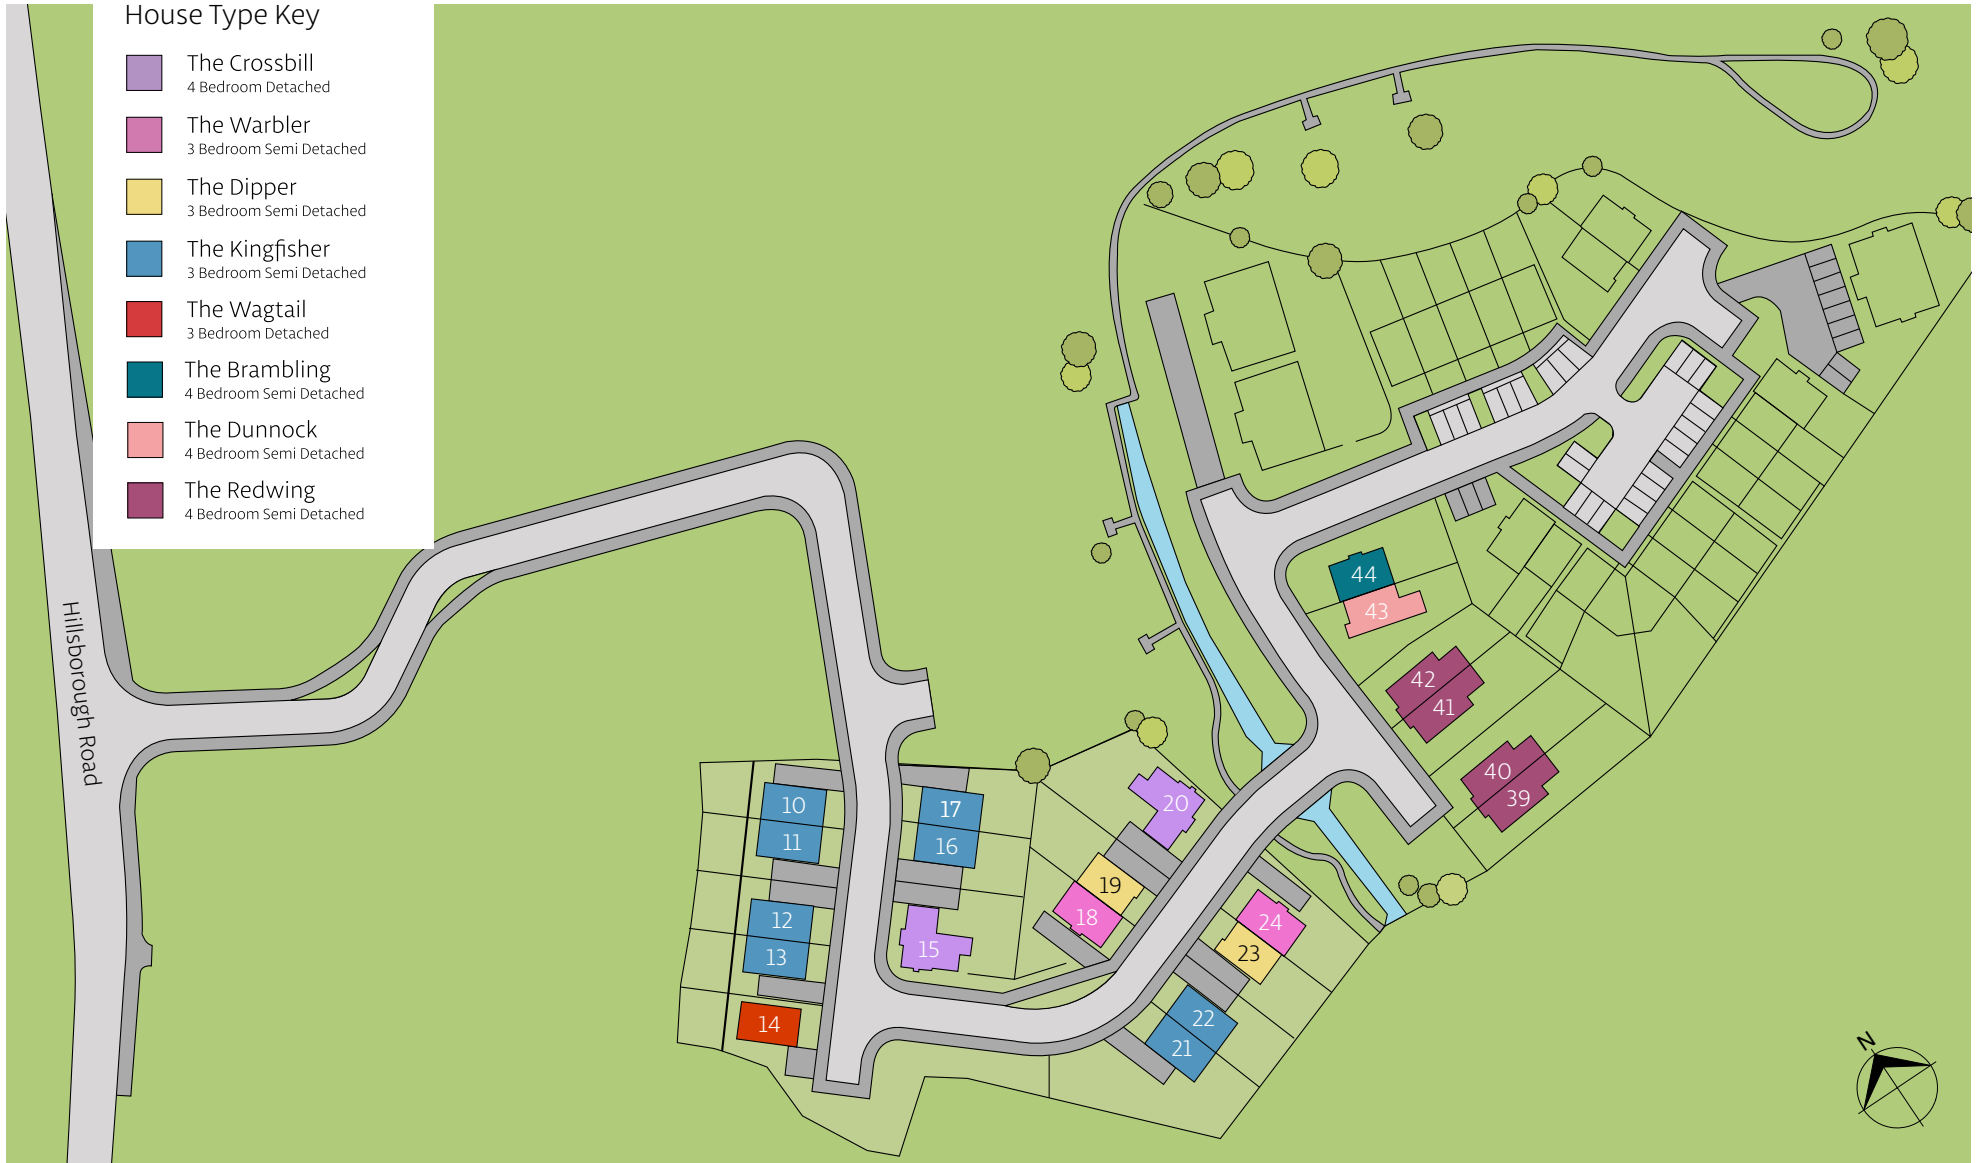 House Type Key
The Crossbill
4 Bedroom Detached
The Warbler
3 Bedroom Semi Detached
The Dipper
3 Bedroom Semi Detached
The Kingfisher
3 Bedroom Semi Detached
The Wagtail
3 Bedroom Detached
The Brambling
4 Bedroom Semi Detached
The Dunnock
4 Bedroom Semi Detached
The Redwing
4 Bedroom Semi Detached
Hillsborough Road
44
43
42
41
40
39
10
11
12
13
14
17
16
15
20
19
18
24
23
22
21
N